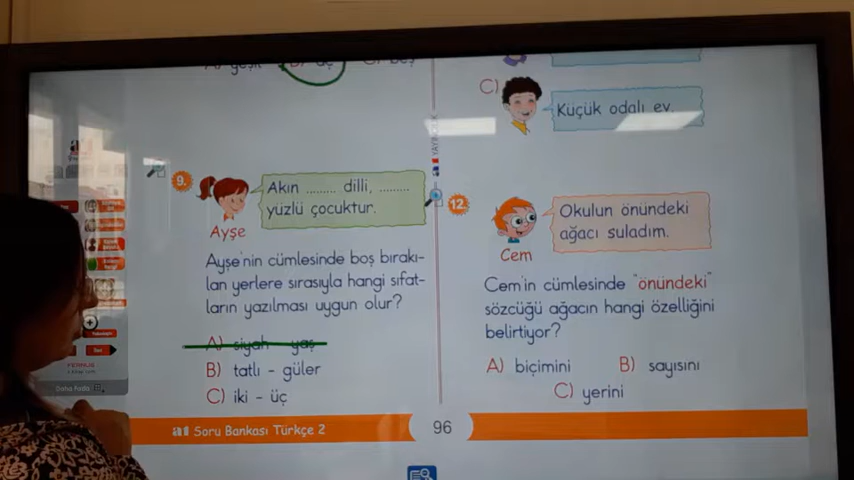 C)
Küçük odalı ev.
9.
Akın ........ dilli, ........
yüzlü çocuktur.
Ayşe
Ayşe'nin cümlesinde boş bırakı-
lan yerlere sırasıyla hangi sıfat-
ların yazılması uygun olur?
A) siyah - yaş
B) tatlı - güler
C) iki - üç
12.
Okulun önündeki
ağacı suladım.
Cem
Cem'in cümlesinde "önündeki"
sözcüğü ağacın hangi özelliğini
belirtiyor?
A) biçimini B) sayısını
C) yerini
a1 Soru Bankası Türkçe 2
96